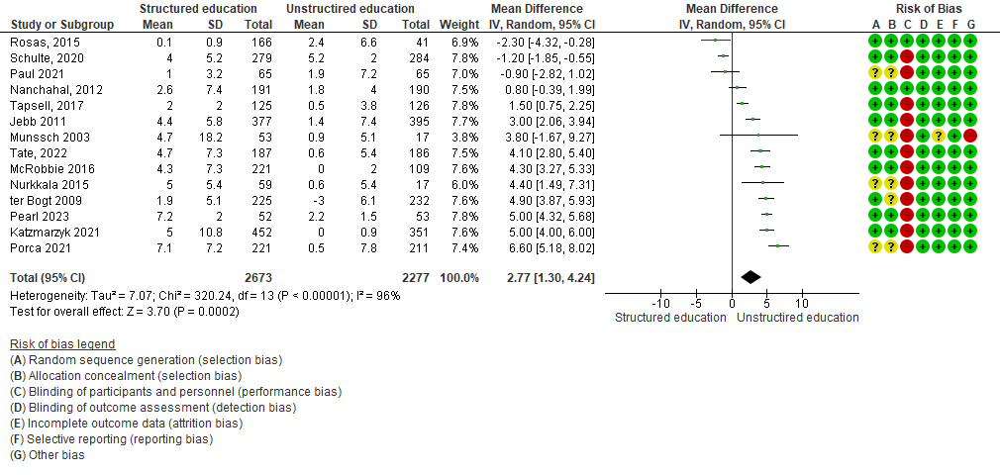 Structured education Unstructired education Mean Difference Mean Difference Risk of Bias
Study or Subgroup Mean SD Total Mean SD Total Weight IV, Random, 95% CI IV, Random, 95% CI A B C D E F G
Rosas, 2015 0.1 0.9 166 2.4 6.6 41 6.9% -2.30 [-4.32, -0.28] + + + + + + +
Schulte, 2020 4 5.2 279 5.2 2 284 7.8% -1.20 [-1.85, -0.55] + + - + + + +
Paul 2021 1 3.2 65 1.9 7.2 65 7.0% -0.90 [-2.82, 1.02] ? ? - + + + +
Nanchahal, 2012 2.6 7.4 191 1.8 4 190 7.5% 0.80 [-0.39, 1.99] + + + + + + +
Tapsell, 2017 2 2 125 0.5 3.8 126 7.7% 1.50 [0.75, 2.25] + + - + + + +
Jebb 2011 4.4 5.8 377 1.4 7.4 395 7.7% 3.00 [2.06, 3.94] + + - + + + +
Munssch 2003 4.7 18.2 53 0.9 5.1 17 3.6% 3.80 [-1.67, 9.27] ? ? - + ? + -
Tate, 2022 4.7 7.3 187 0.6 5.4 186 7.5% 4.10 [2.80, 5.40] + + - + + + +
McRobbie 2016 4.3 7.3 221 0 2 109 7.6% 4.30 [3.27, 5.33] + + - + + + +
Nurkkala 2015 5 5.4 59 0.6 5.4 17 6.0% 4.40 [1.49, 7.31] ? ? - + + + +
ter Bogt 2009 1.9 5.1 225 -3 6.1 232 7.6% 4.90 [3.87, 5.93] + ? - + + + +
Pearl 2023 7.2 2 52 2.2 1.5 53 7.8% 5.00 [4.32, 5.68] + + - + + + +
Katzmarzyk 2021 5 10.8 452 0 0.9 351 7.6% 5.00 [4.00, 6.00] + + - + + + +
Porca 2021 7.1 7.2 221 0.5 7.8 211 7.4% 6.60 [5.18, 8.02] ? ? - + + + +
Total (95% CI) 2673 2277 100.0% 2.77 [1.30, 4.24]
Heterogeneity: Tau² = 7.07; Chi² = 320.24, df = 13 (P < 0.00001); I² = 96%
Test for overall effect: Z = 3.70 (P = 0.0002)
-10 -5 0 5 10
Structured education Unstructired education
Risk of bias legend
(A) Random sequence generation (selection bias)
(B) Allocation concealment (selection bias)
(C) Blinding of participants and personnel (performance bias)
(D) Blinding of outcome assessment (detection bias)
(E) Incomplete outcome data (attrition bias)
(F) Selective reporting (reporting bias)
(G) Other bias